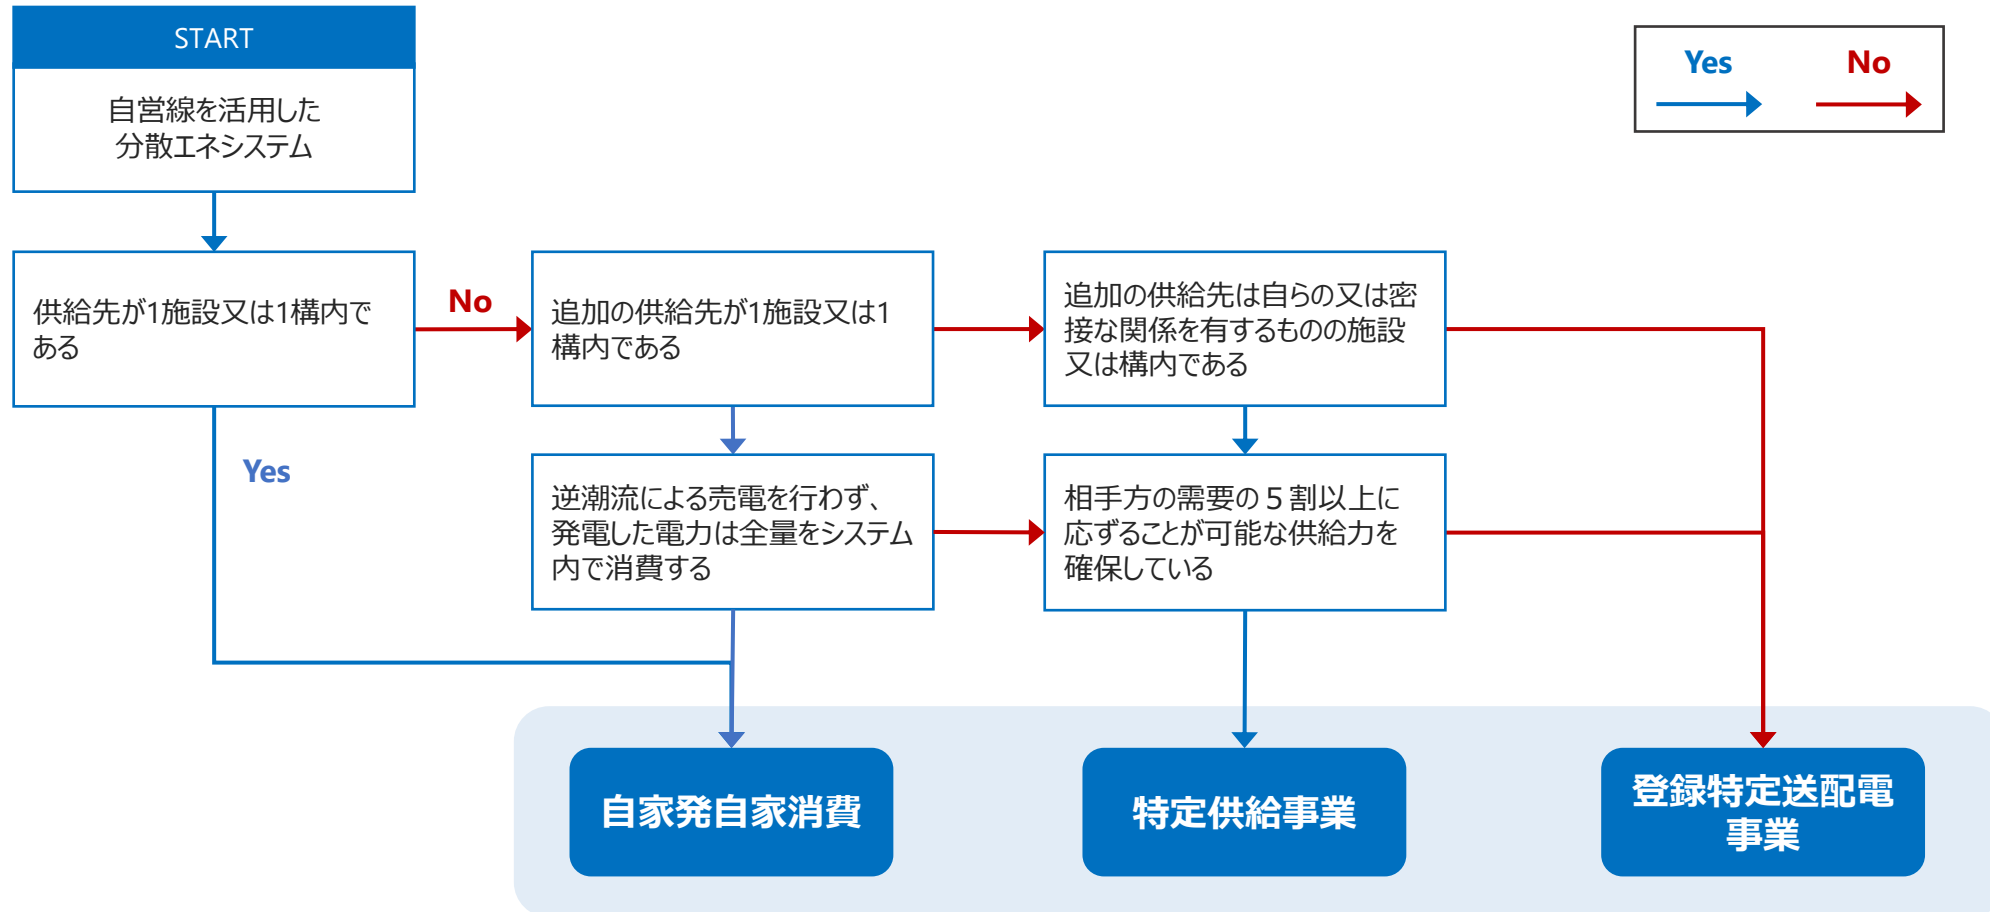 START
自営線を活用した
分散エネシステム
Yes
No
供給先が1施設又は1構内で
ある
No
追加の供給先が1施設又は1
構内である
追加の供給先は自らの又は密
接な関係を有するものの施設
又は構内である
Yes
逆潮流による売電を行わず、
発電した電力は全量をシステム
内で消費する
相手方の需要の5割以上に
応ずることが可能な供給力を
確保している
自家発自家消費
特定供給事業
登録特定送配電
事業